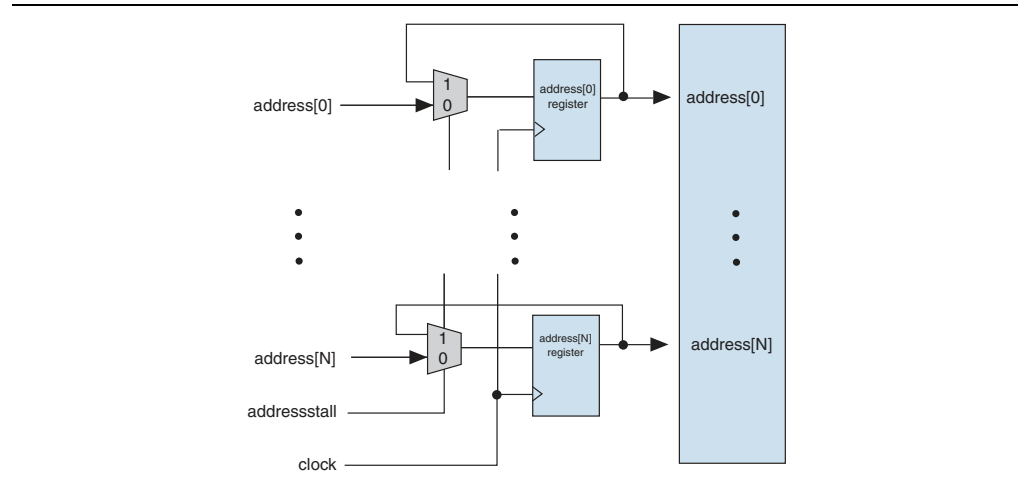 address[0]
1
0
address[0]
register
address[0]
address[N]
1
0
address[N]
register
address[N]
addressstall
clock